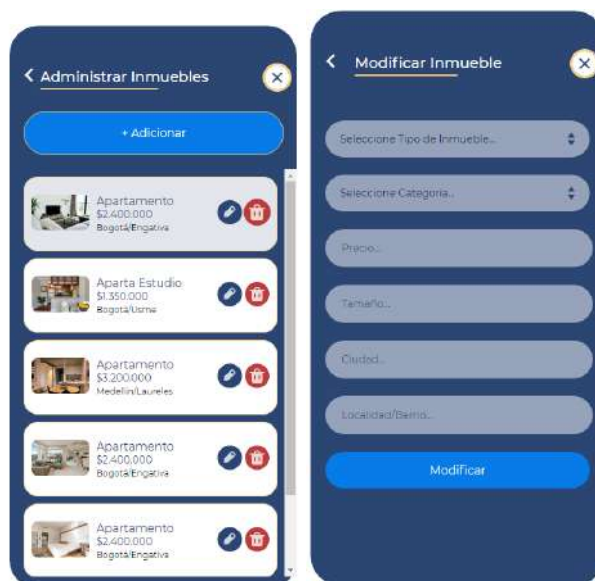 Administrar Inmuebles
+ Adicionar
Apartamento
$2.400.000
Bogotá/Engativa
Aparta Estudio
$1.350.000
Bogotá/Usme
Apartamento
$3.200.000
Medellin/Laureles
Apartamento
$2.400.000
Bogotá/Engativa
Apartamento
$2.400.000
Bogotá/Engativa
Modificar Inmueble
Seleccione Tipo de Inmueble...
Seleccione Categoria...
Precio...
Tamaño...
Ciudad...
Localidad/Barrio...
Modificar